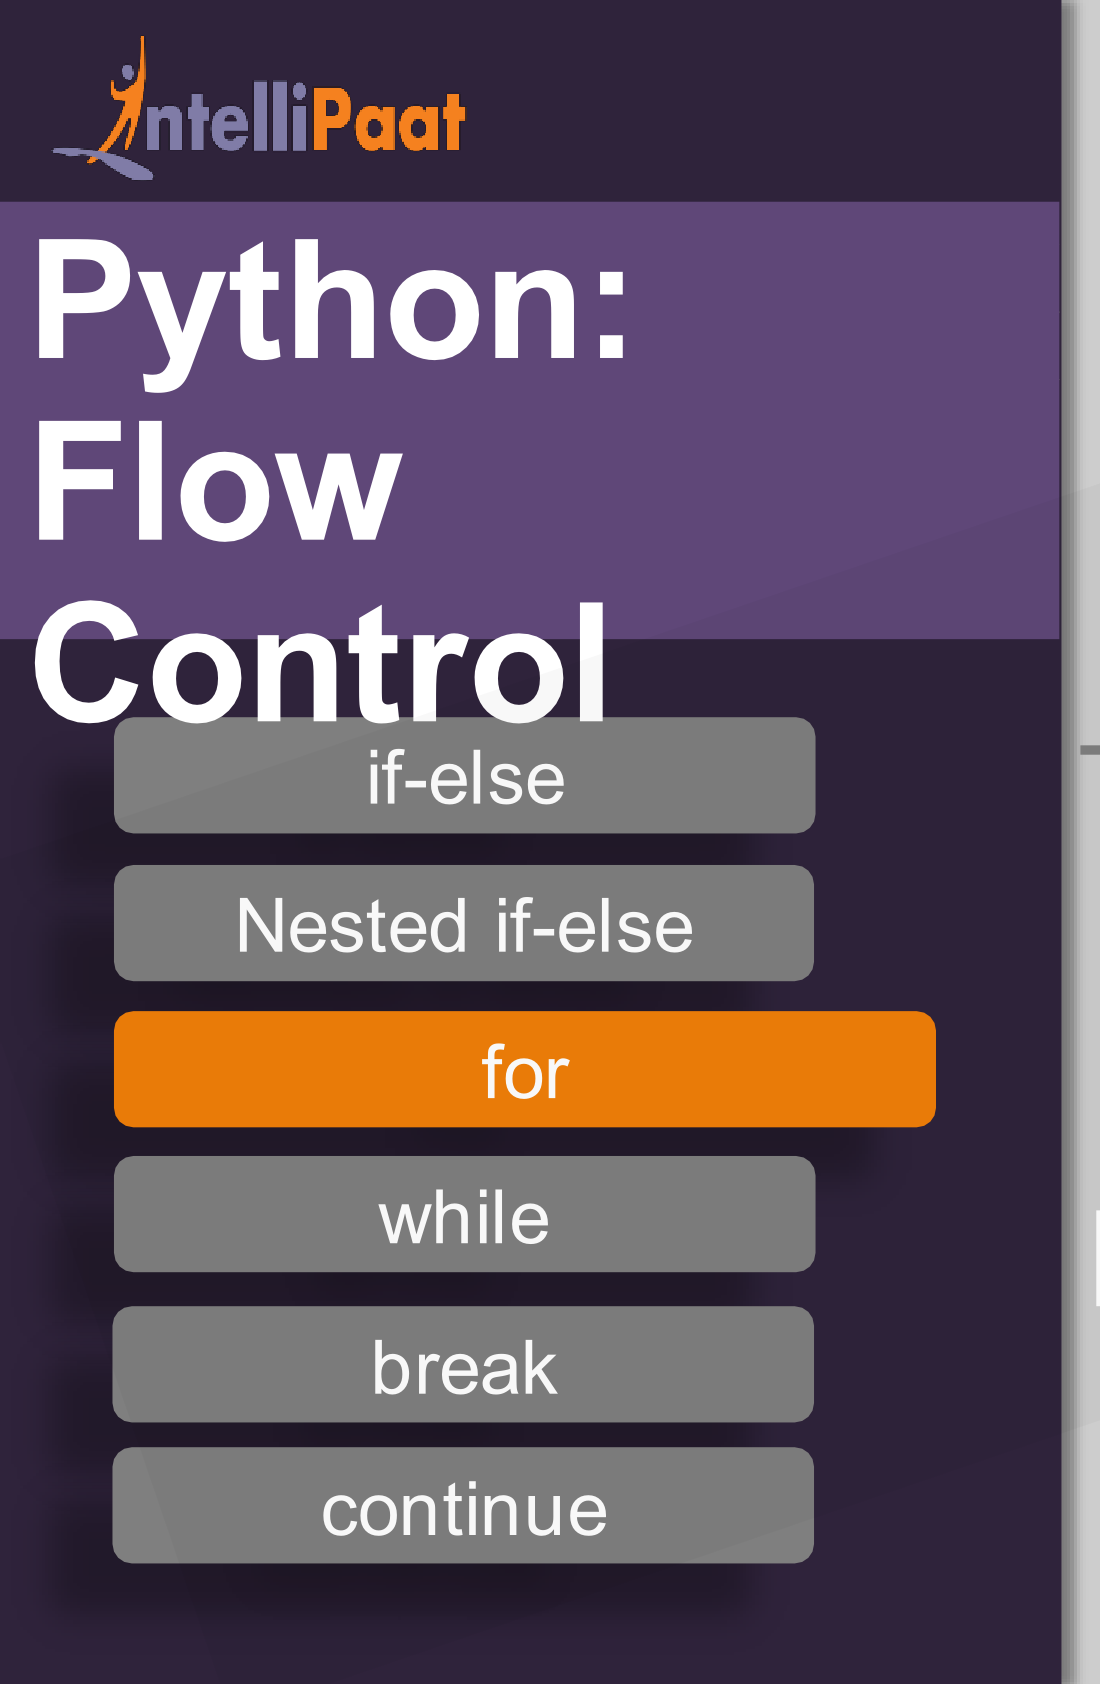 IntelliPaat
Python:
Flow
Control
if-else
Nested if-else
for
while
break
continue